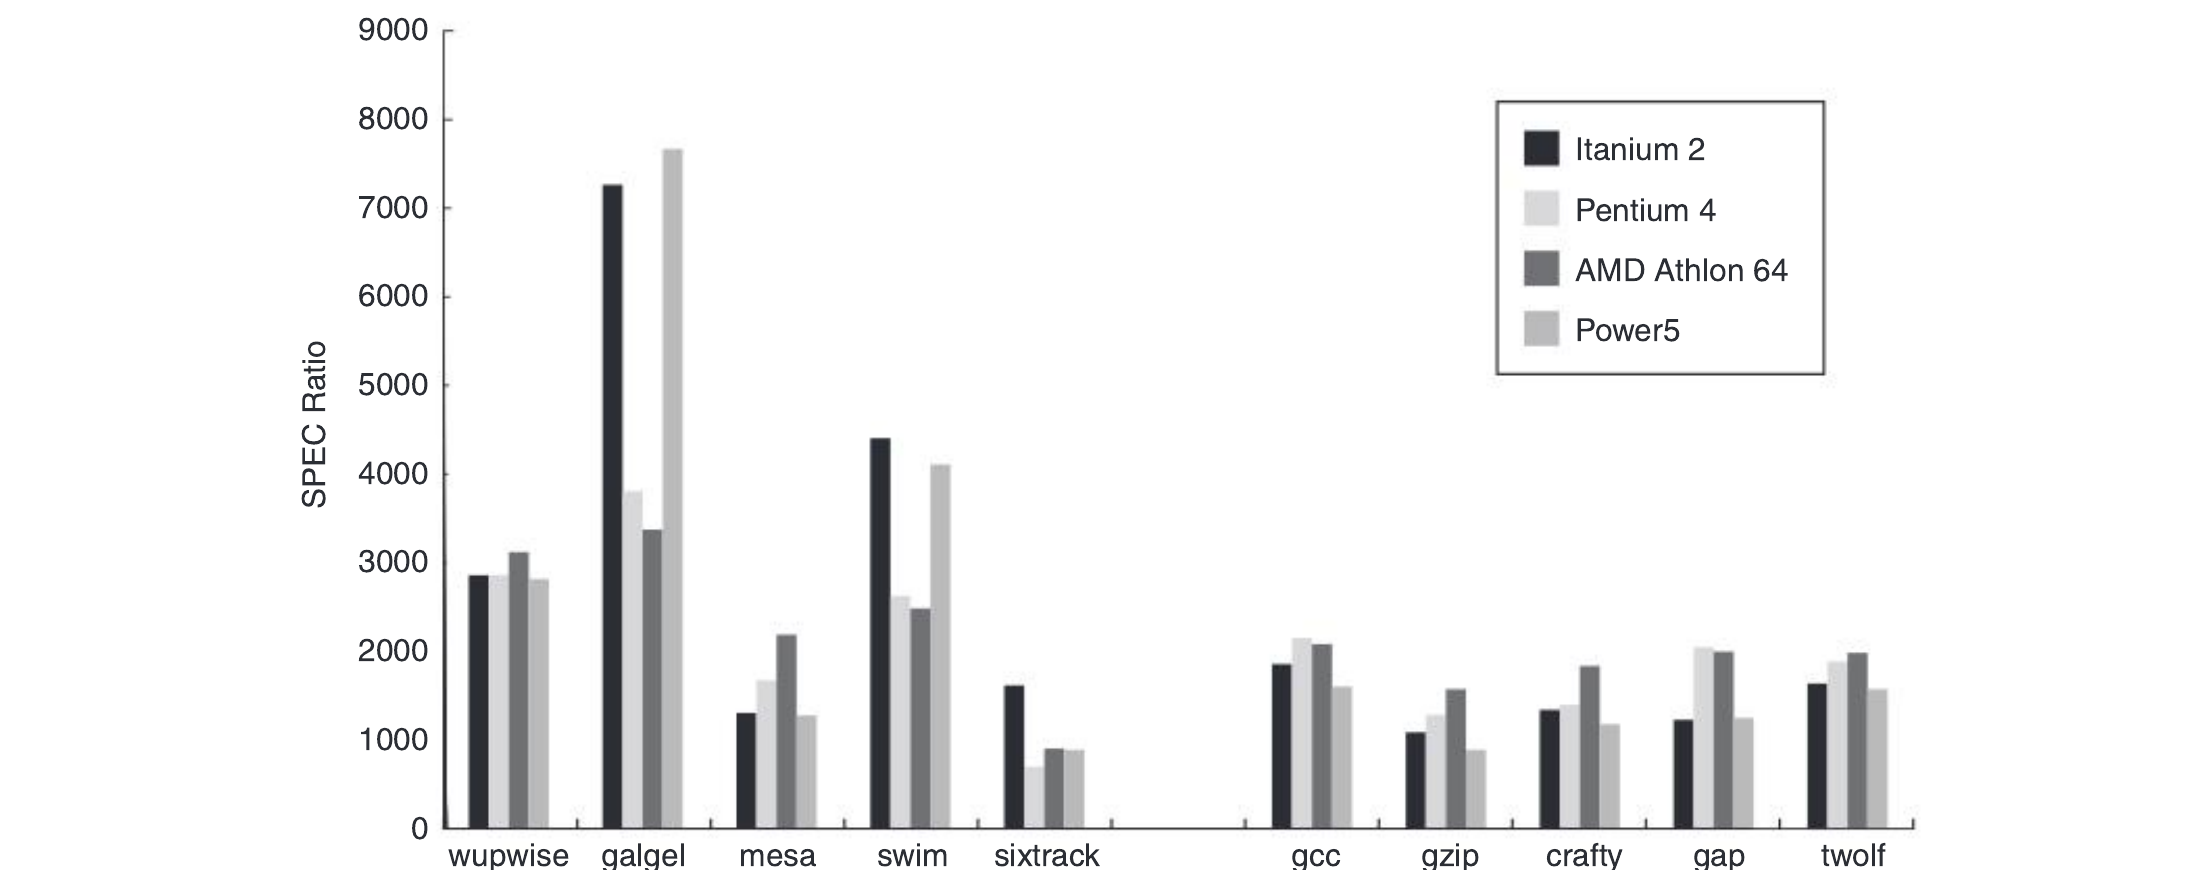 9000
8000
7000
6000
5000
4000
3000
2000
1000
0
SPEC Ratio
Itanium 2
Pentium 4
AMD Athlon 64
Power5
wupwise galgel mesa swim sixtrack gcc gzip crafty gap twolf